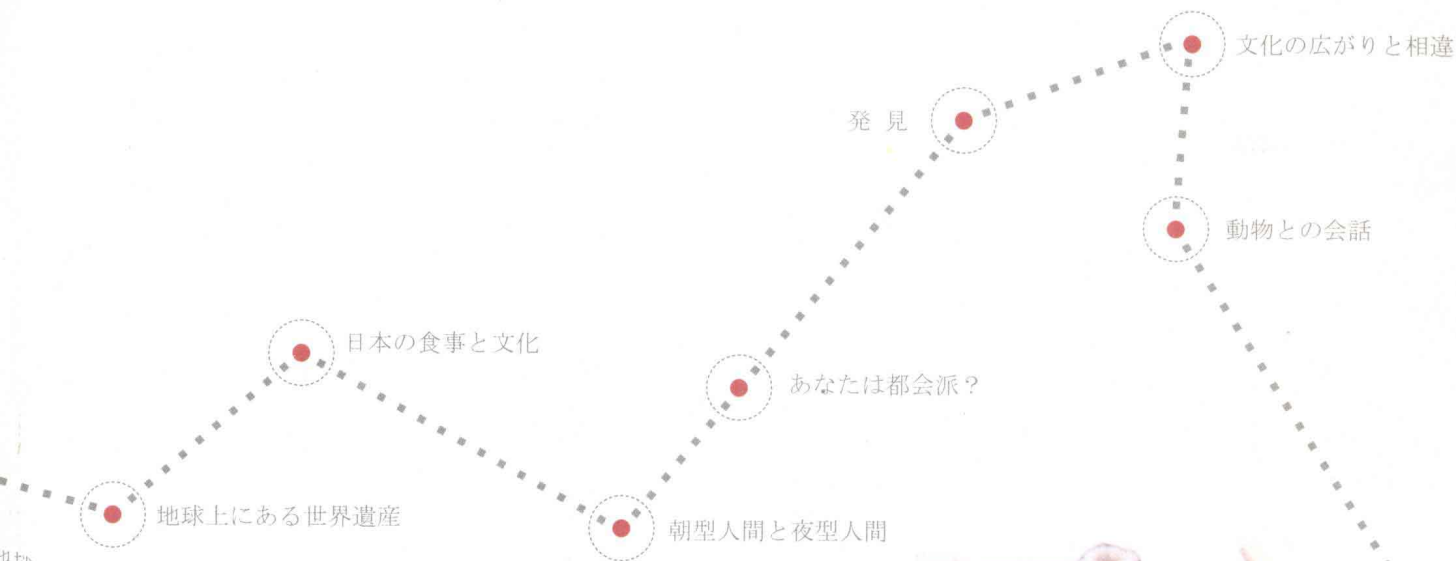 文化の広がりと相違
発 見
動物との会話
日本の食事と文化
あなたは都会派？
地球上にある世界遺産
朝型人間と夜型人間